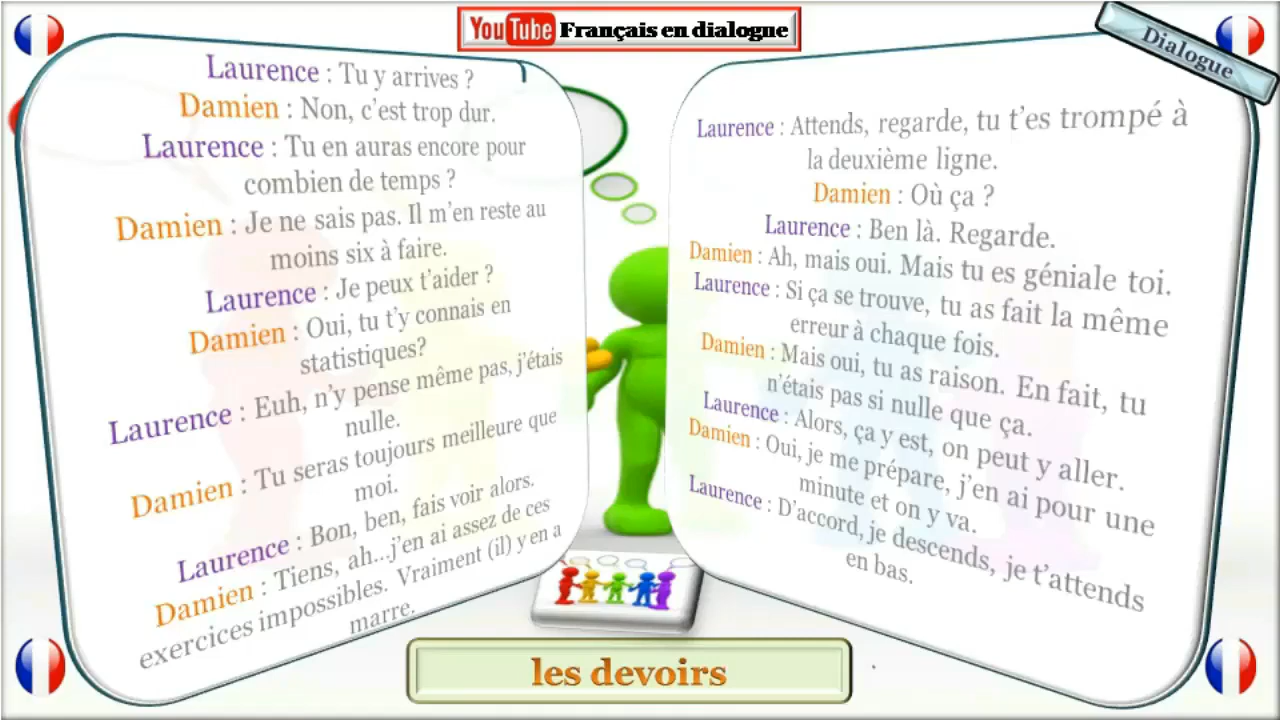 YouTube Français en dialogue
Dialogue
Laurence : Tu y arrives ?
Damien : Non, c’est trop dur.
Laurence : Tu en auras encore pour
combien de temps ?
Damien : Je ne sais pas. Il m’en reste au
moins six à faire.
Laurence : Je peux t’aider ?
Damien : Oui, tu t’y connais en
statistiques?
Laurence : Euh, n’y pense même pas, j’étais
nulle.
Damien : Tu seras toujours meilleure que
moi.
Laurence : Bon, ben, fais voir alors.
Damien : Tiens, ah...j’en ai assez de ces
exercices impossibles. Vraiment (il) y en a
marre.
Laurence : Attends, regarde, tu t’es trompé à
la deuxième ligne.
Damien : Où ça ?
Laurence : Ben là. Regarde.
Damien : Ah, mais oui. Mais tu es géniale toi.
Laurence : Si ça se trouve, tu as fait la même
erreur à chaque fois.
Damien : Mais oui, tu as raison. En fait, tu
n’étais pas si nulle que ça.
Laurence : Alors, ça y est, on peut y aller.
Damien : Oui, je me prépare, j’en ai pour une
minute et on y va.
Laurence : D’accord, je descends, je t’attends
en bas.
les devoirs